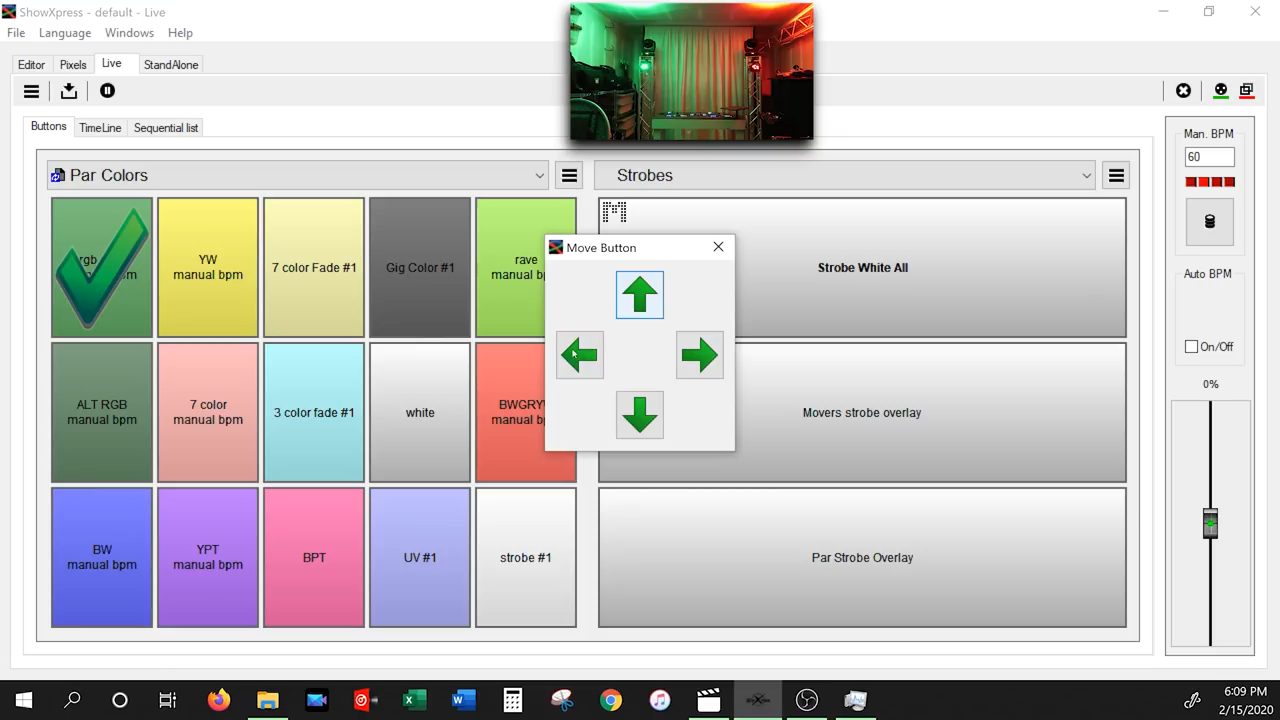 ShowXpress - default - Live
File Language Windows Help
Editor Pixels Live StandAlone
Buttons TimeLine Sequential list
Par Colors
Strobes
rgb
YW
manual bpm
7 color Fade #1
Gig Color #1
rave
manual
M
Strobe White All
ALT RGB
manual bpm
7 color
manual bpm
3 color fade #1
white
manual
Movers strobe overlay
BW
manual bpm
YPT
manual bpm
BPT
UV #1
strobe #1
Par Strobe Overlay
Move Button
Man. BPM
60
Auto BPM
On/Off
0%
6:09 PM
2/15/2020